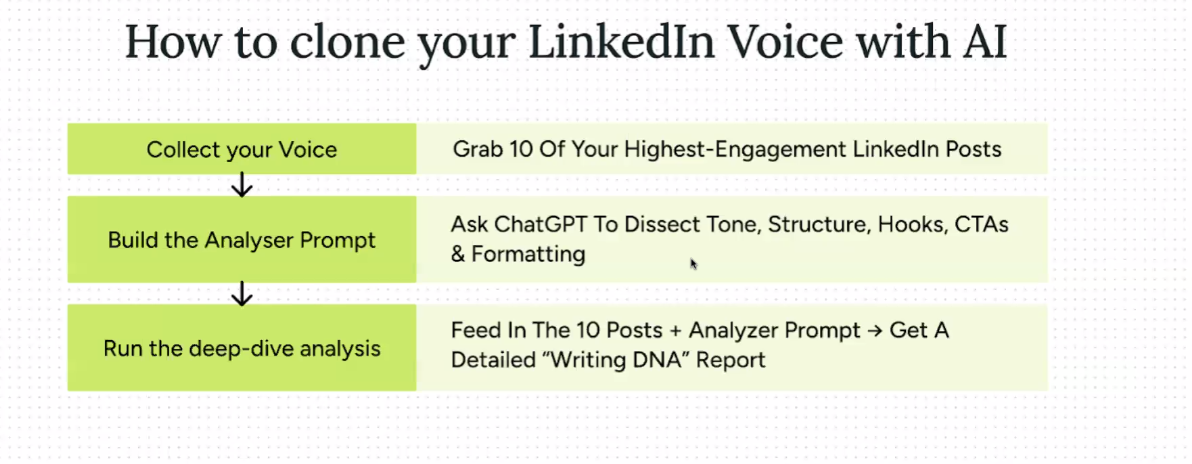 How to clone your LinkedIn Voice with AI
Collect your Voice
Grab 10 Of Your Highest-Engagement LinkedIn Posts
Build the Analyser Prompt
Ask ChatGPT To Dissect Tone, Structure, Hooks, CTAs
& Formatting
Run the deep-dive analysis
Feed In The 10 Posts + Analyzer Prompt → Get A
Detailed “Writing DNA” Report